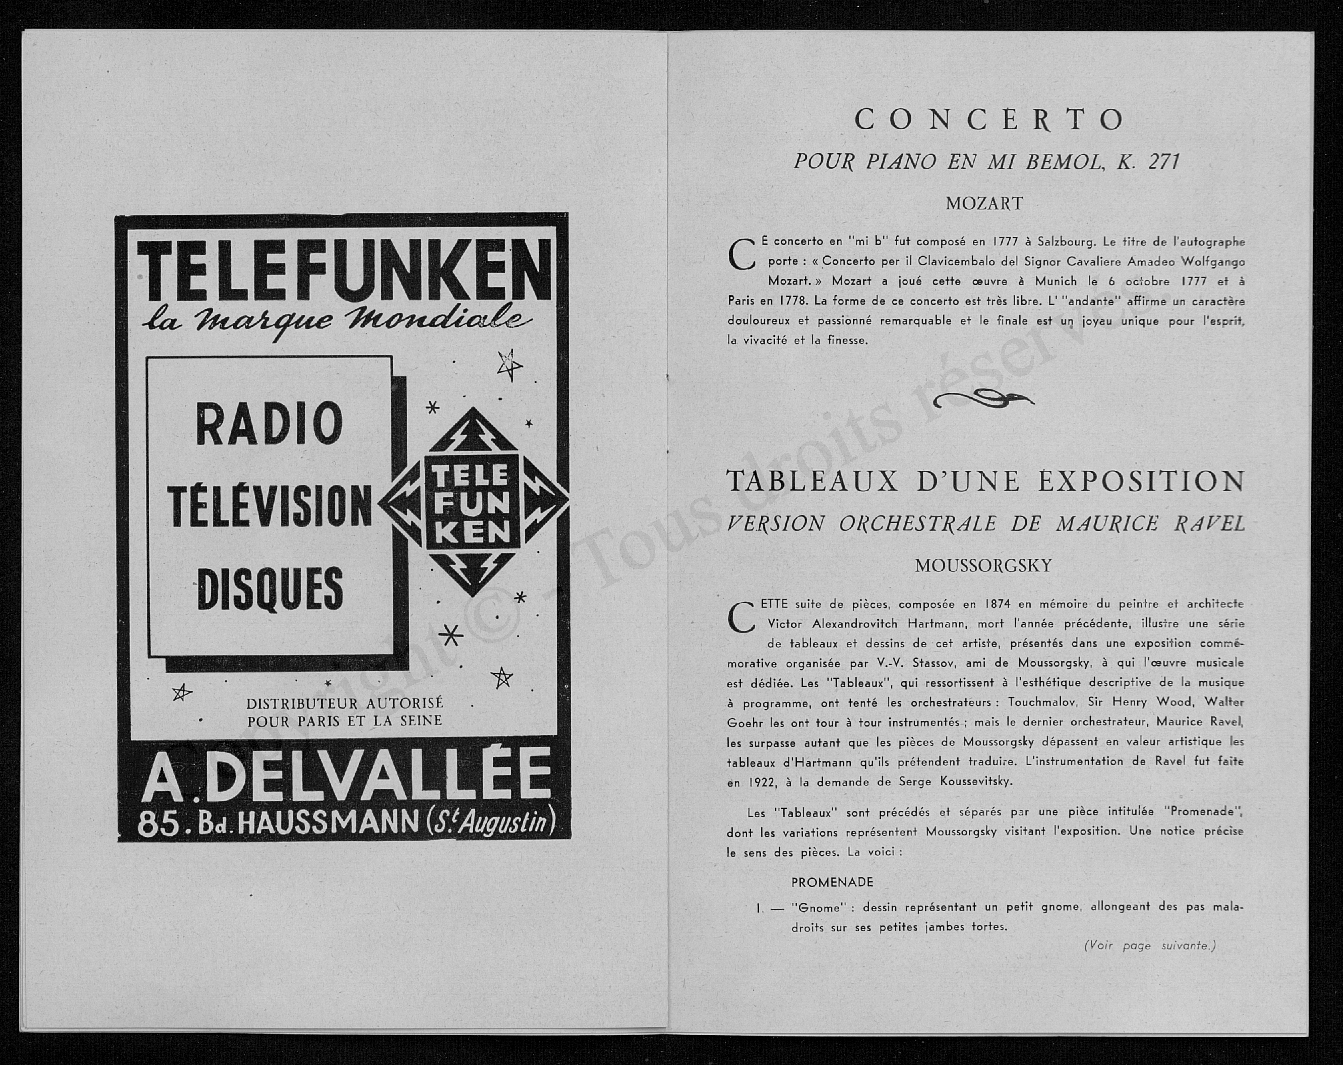 TELEFUNKEN
la marque mondiale
RADIO
TÉLÉVISION
DISQUES
TELE
FUN
KEN
DISTRIBUTEUR AUTORISÉ
POUR PARIS ET LA SEINE
A. DELVALLÉE
85. Bd. HAUSSMANN (St Augustin)
CONCERTO
POUR PIANO EN MI BEMOL, K. 271
MOZART
CE concerto en "mi b" fut composé en 1777 à Salzbourg. Le titre de l'autographe
porte : « Concerto per il Clavicembalo del Signor Cavaliere Amadeo Wolfgango
Mozart. » Mozart a joué cette œuvre à Munich le 6 octobre 1777 et à
Paris en 1778. La forme de ce concerto est très libre. L' "andante" affirme un caractère
douloureux et passionné remarquable et le finale est un joyau unique pour l'esprit,
la vivacité et la finesse.
TABLEAUX D'UNE EXPOSITION
VERSION ORCHESTRALE DE MAURICE RAVEL
MOUSSORGSKY
CETTE suite de pièces, composée en 1874 en mémoire du peintre et architecte
Victor Alexandrovitch Hartmann, mort l'année précédente, illustre une série
de tableaux et dessins de cet artiste, présentés dans une exposition commé-
morative organisée par V.-V. Stassov, ami de Moussorgsky, à qui l'œuvre musicale
est dédiée. Les "Tableaux", qui ressortissent à l'esthétique descriptive de la musique
à programme, ont tenté les orchestrateurs : Touchmalov, Sir Henry Wood, Walter
Goehr les ont tour à tour instrumentés ; mais le dernier orchestrateur, Maurice Ravel,
les surpasse autant que les pièces de Moussorgsky dépassent en valeur artistique les
tableaux d'Hartmann qu'ils prétendent traduire. L'instrumentation de Ravel fut faite
en 1922, à la demande de Serge Koussevitsky.
Les "Tableaux" sont précédés et séparés par une pièce intitulée "Promenade",
dont les variations représentent Moussorgsky visitant l'exposition. Une notice précise
le sens des pièces. La voici :
PROMENADE
I. — "Gnome" : dessin représentant un petit gnome, allongeant des pas mala-
droits sur ses petites jambes tortes.
(Voir page suivante.)
Copyright © - Tous droits réservés